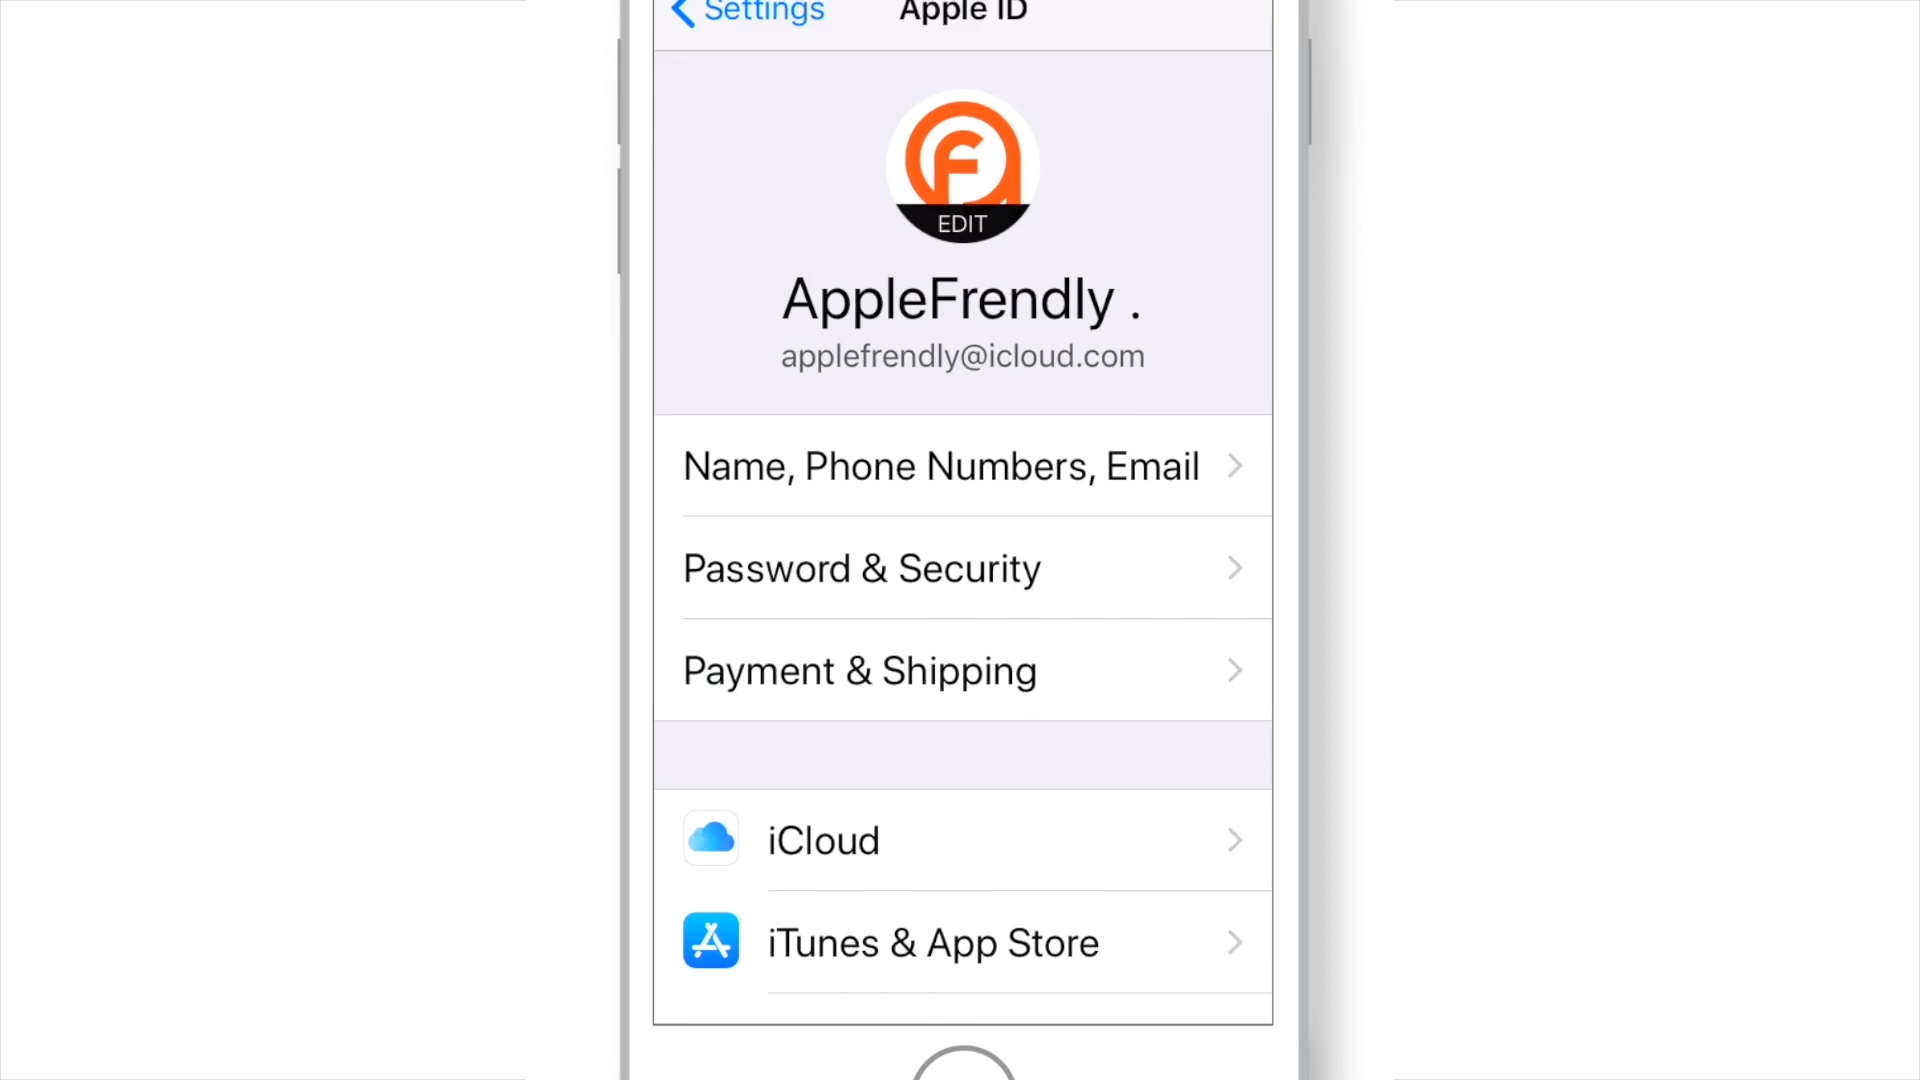 Settings Apple ID
EDIT
AppleFrendly .
applefrendly@icloud.com
Name, Phone Numbers, Email
Password & Security
Payment & Shipping
iCloud
iTunes & App Store